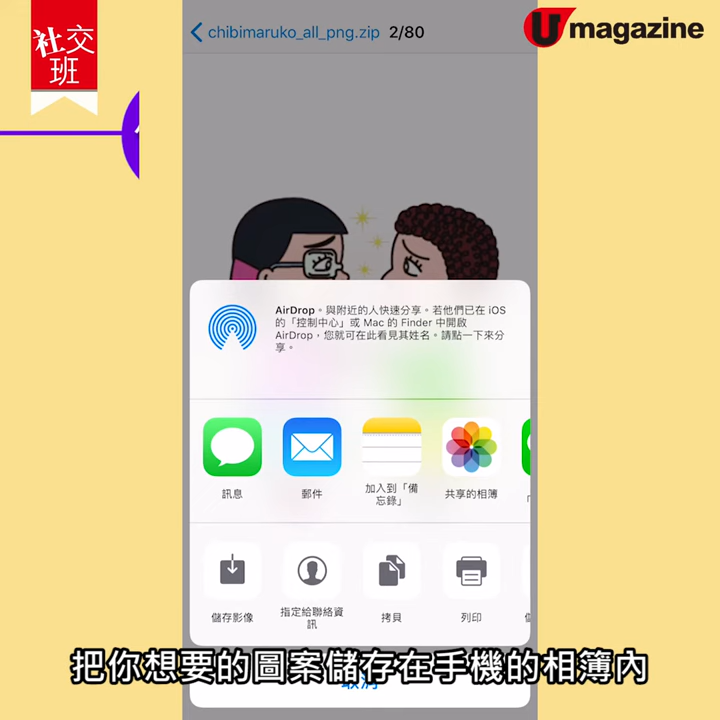 社交班
U magazine
chibimaruko_all_png.zip 2/80
AirDrop。與附近的人快速分享。若他們已在 iOS
的「控制中心」或 Mac 的 Finder 中開啟
AirDrop，您就可在此看見其姓名。請點一下來分
享。
訊息
郵件
加入到「備
忘錄」
共享的相簿
儲存影像
指定給聯絡資
訊
拷貝
列印
把你想要的圖案儲存在手機的相簿內
取消